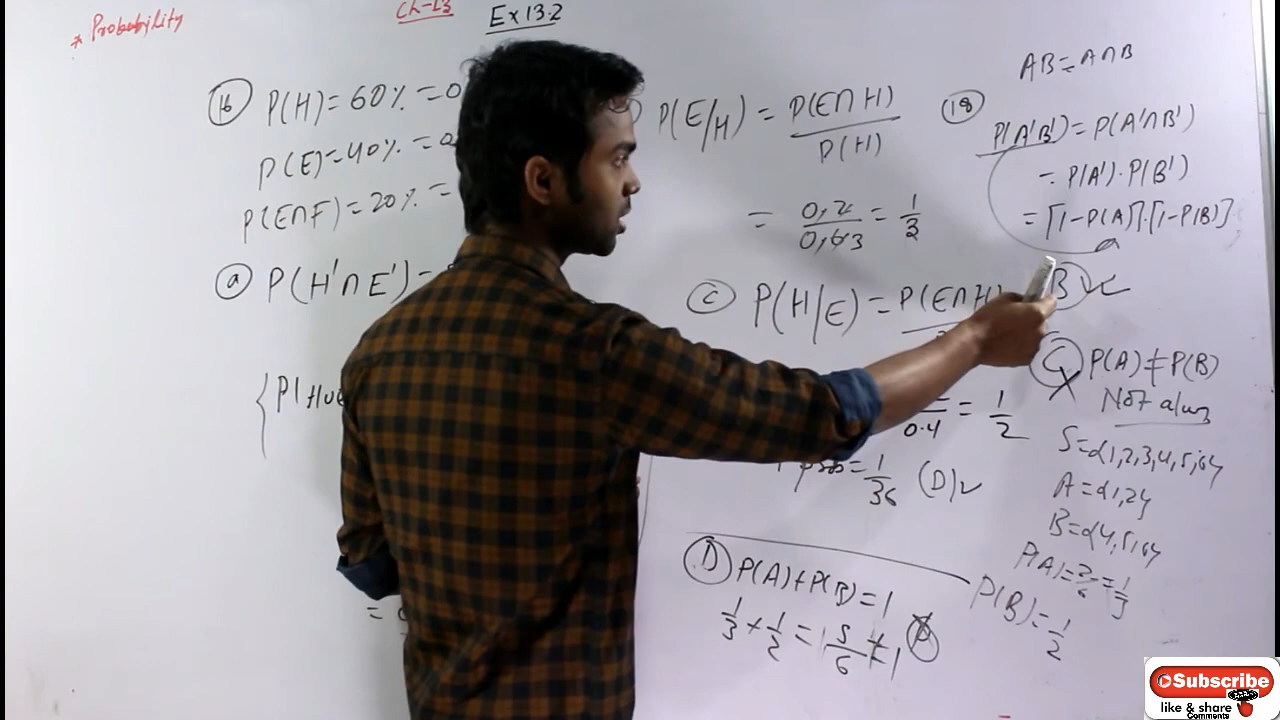 * Probability
Ch-13
Ex 13.2
16 P(H) = 60% = 0
P(E) = 40% = 0
P(E∩F) = 20% =
a P(H'∩E') =
P(E/H) = P(E∩H) / P(H)
= 0.2 / 0.63 = 1/3
c P(H/E) = P(E∩H)
0.4 = 1/2
= 1/36 (D)✓
D P(A)+P(B)=1
1/3 + 1/2 = 5/6 ≠ 1
AB = A∩B
18 P(A'B') = P(A'∩B')
= P(A').P(B')
= [1-P(A)].[1-P(B)]
B ✓
C P(A) ≠ P(B)
Not
S={1,2,3,4,5,6}
A={1,2}
B={4,5,6}
P(A)=2/6=1/3
P(B)=1/2
Subscribe
like & share
Comments